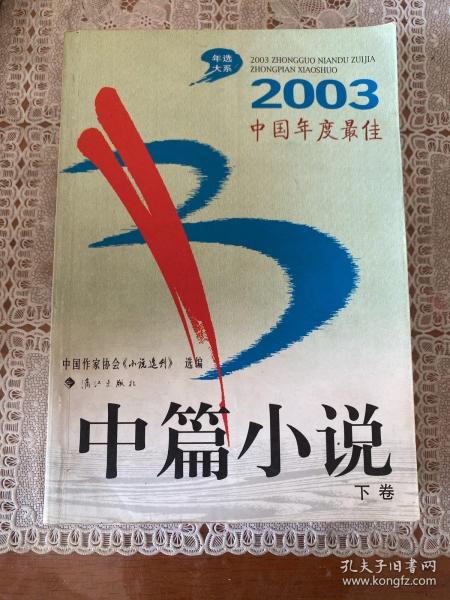 年选
大系
2003 ZHONGGUO NIANDU ZUIJIA
ZHONGPIAN XIAOSHUO
2003
中国年度最佳
中国作家协会《小说选刊》 选编
漓江出版社
中篇小说
下卷
孔夫子旧书网
www.kongfz.com